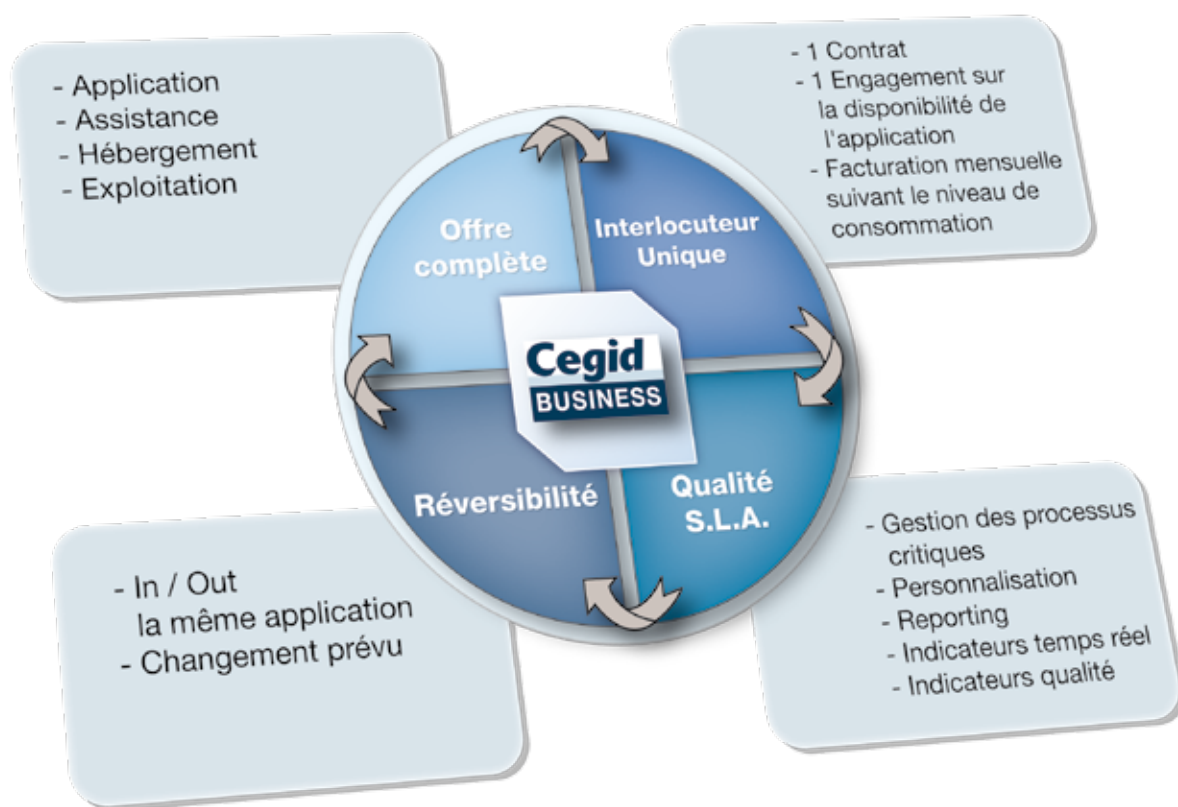 - Application
- Assistance
- Hébergement
- Exploitation
- 1 Contrat
- 1 Engagement sur
la disponibilité de
l'application
- Facturation mensuelle
suivant le niveau de
consommation
Offre
complète
Interlocuteur
Unique
Cegid
BUSINESS
Réversibilité
Qualité
S.L.A.
- In / Out
la même application
- Changement prévu
- Gestion des processus
critiques
- Personnalisation
- Reporting
- Indicateurs temps réel
- Indicateurs qualité